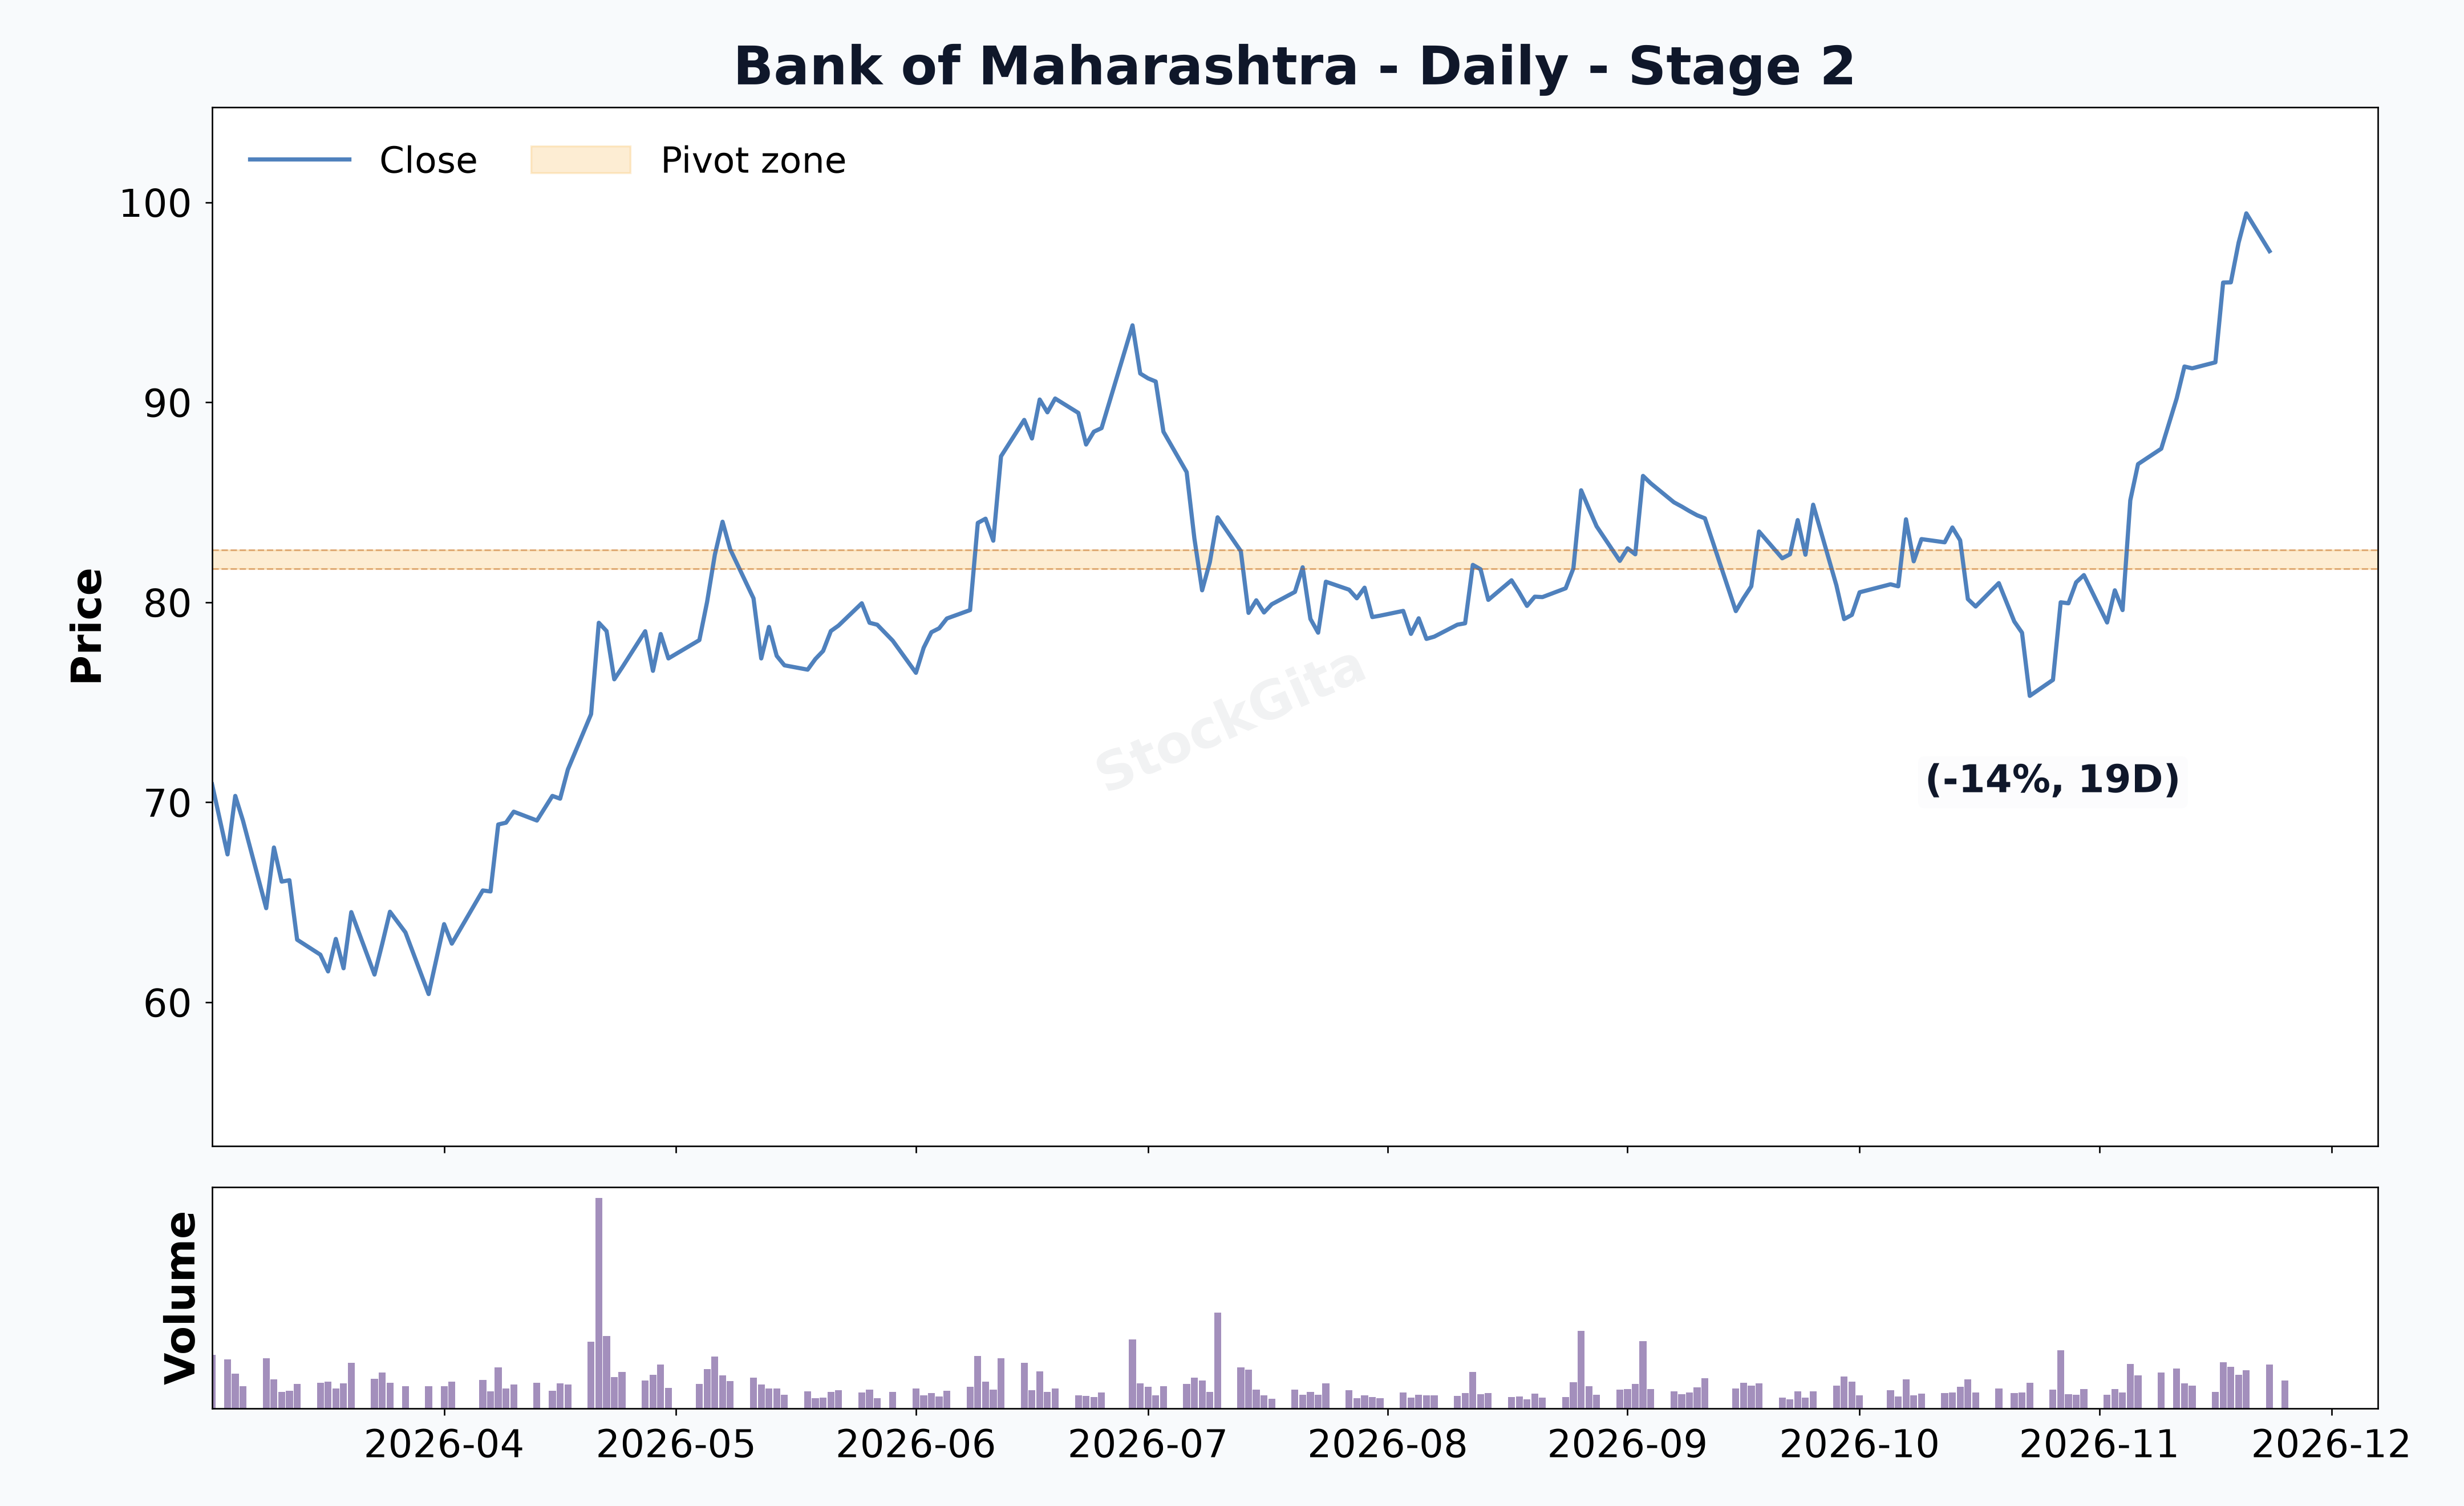 Bank of Maharashtra - Daily - Stage 2
Close
Pivot zone
100
90
80
70
60
Price
StockGita
(-14%, 19D)
Volume
2026-04
2026-05
2026-06
2026-07
2026-08
2026-09
2026-10
2026-11
2026-12